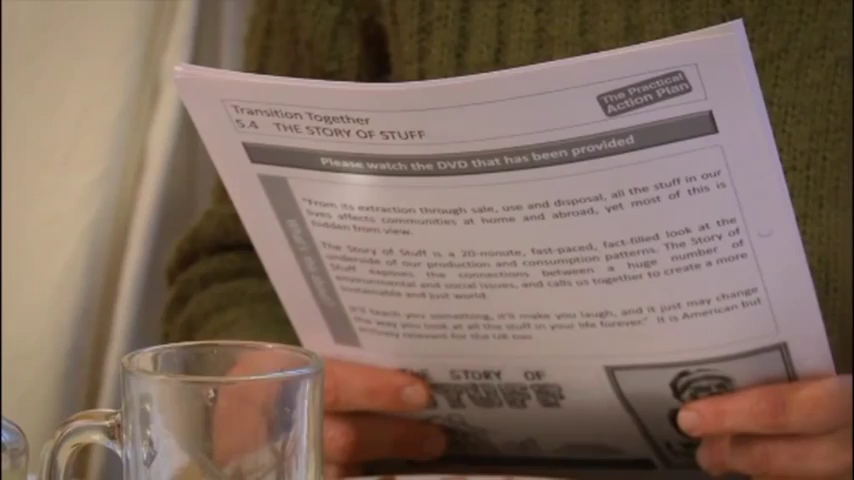 Transition Together
5.4 THE STORY OF STUFF
The Practical
Action Plan
Please watch the DVD that has been provided
"From its extraction through sale, use and disposal, all the stuff in our
lives affects communities at home and abroad, yet most of this is
hidden from view.
The Story of Stuff is a 20-minute, fast-paced, fact-filled look at the
underside of our production and consumption patterns. The Story of
Stuff exposes the connections between a huge number of
environmental and social issues, and calls us together to create a more
sustainable and just world.
It'll teach you something, it'll make you laugh, and it just may change
the way you look at all the stuff in your life forever." It is American but
entirely relevant for the UK too
THE STORY OF
STUFF